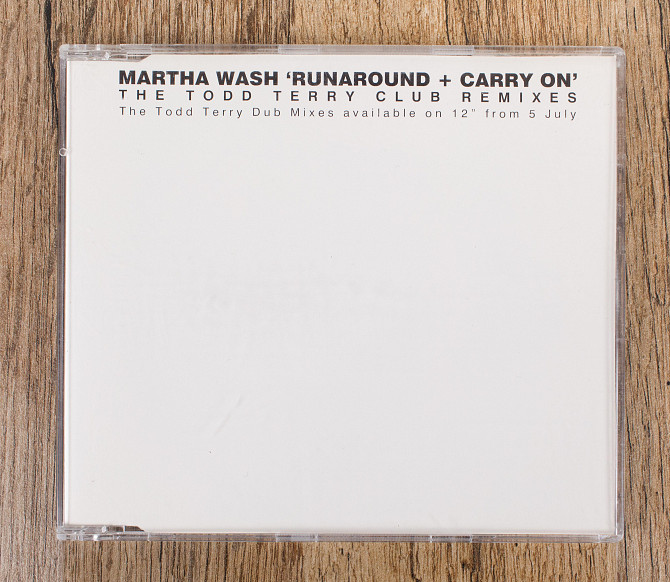 MARTHA WASH ‘RUNAROUND + CARRY ON’
THE TODD TERRY CLUB REMIXES
The Todd Terry Dub Mixes available on 12" from 5 July